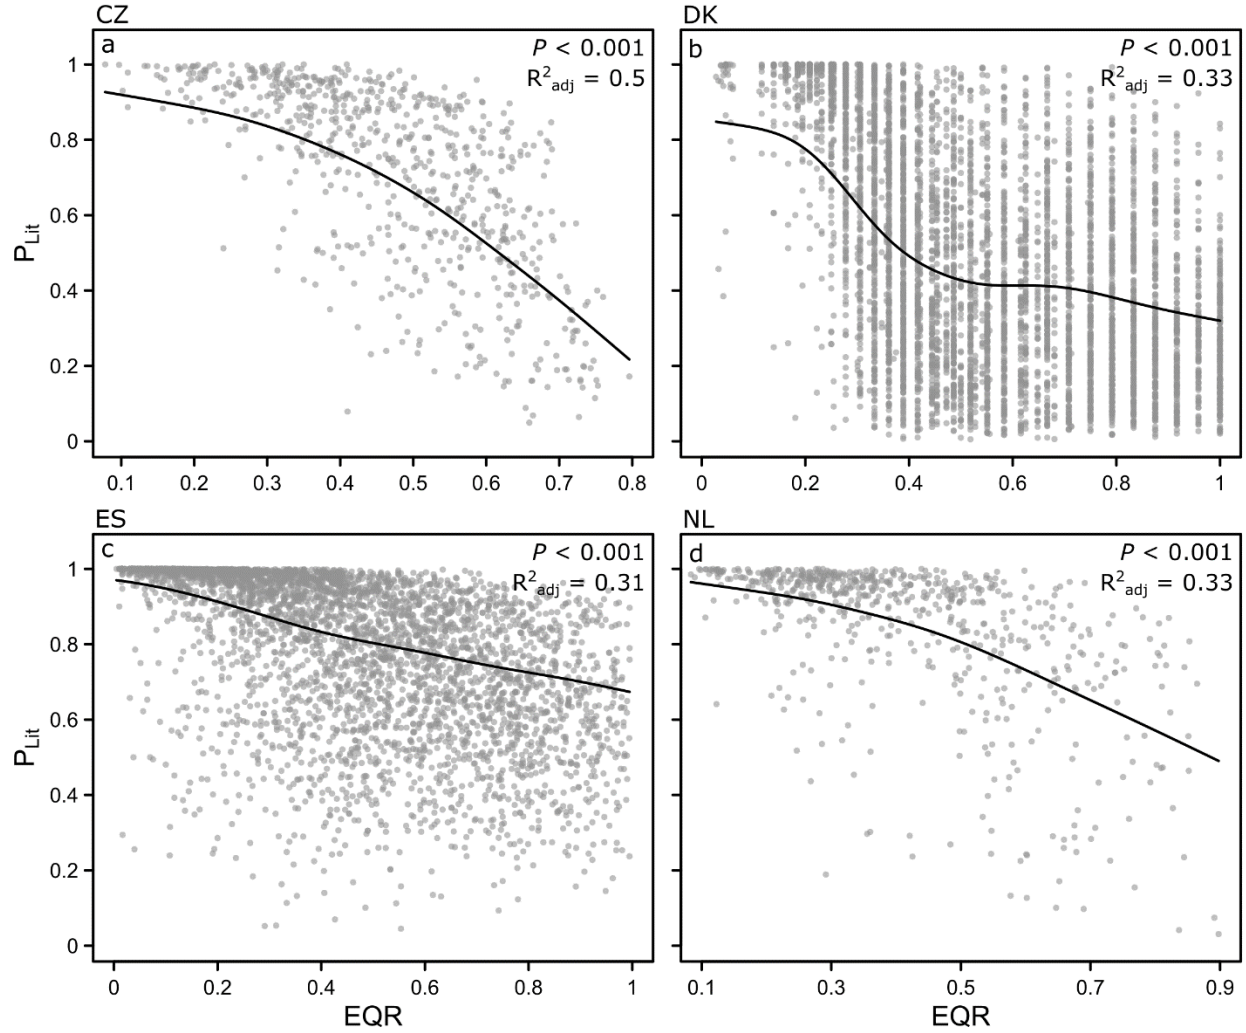 CZ
a
P < 0.001
R²adj = 0.5
1
0.8
0.6
0.4
0.2
0
PLit
0.1 0.2 0.3 0.4 0.5 0.6 0.7 0.8
DK
b
P < 0.001
R²adj = 0.33
0 0.2 0.4 0.6 0.8 1
ES
c
P < 0.001
R²adj = 0.31
1
0.8
0.6
0.4
0.2
0
PLit
0 0.2 0.4 0.6 0.8 1
EQR
NL
d
P < 0.001
R²adj = 0.33
0.1 0.3 0.5 0.7 0.9
EQR